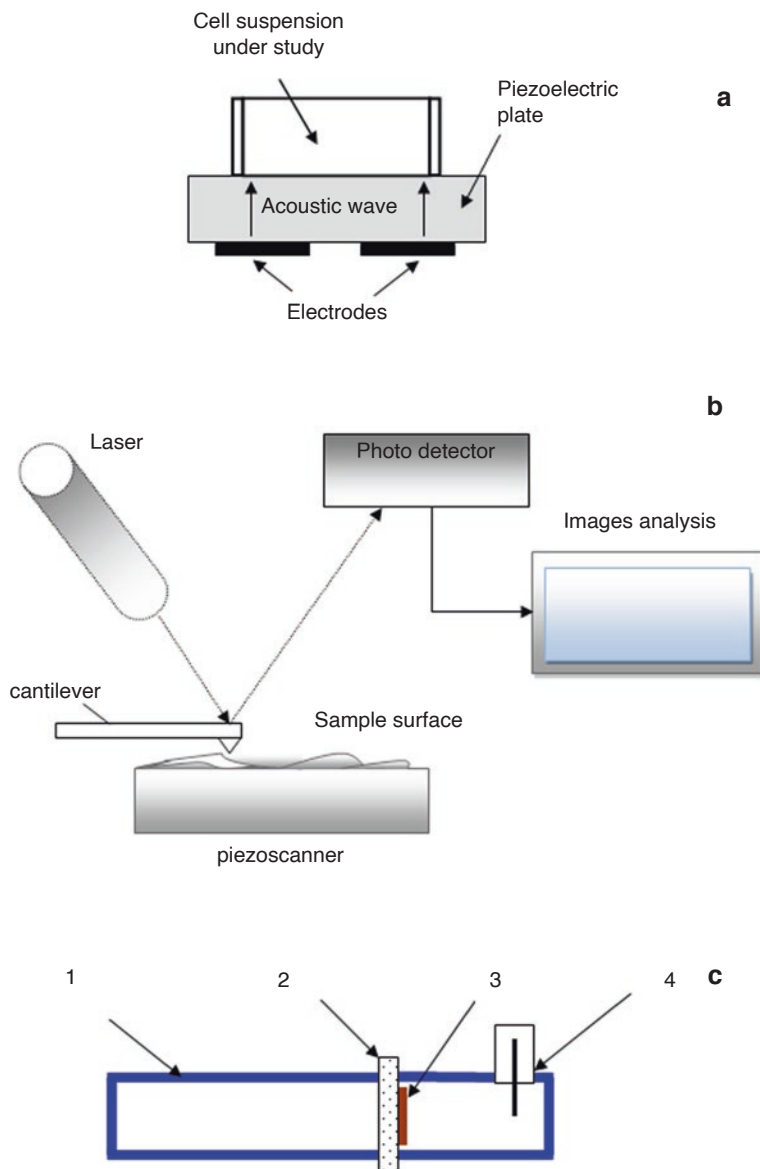 Cell suspension
under study
Piezoelectric
plate
a
Acoustic wave
Electrodes
b
Laser
Photo detector
Images analysis
cantilever
Sample surface
piezoscanner
1
2
3
4
c